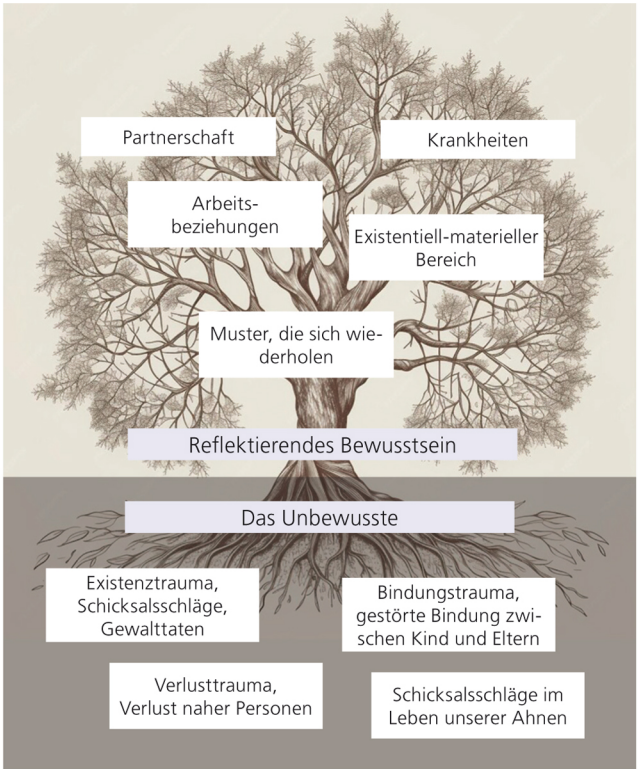 Partnerschaft
Krankheiten
Arbeits-
beziehungen
Existentiell-materieller
Bereich
Muster, die sich wie-
derholen
Reflektierendes Bewusstsein
Das Unbewusste
Existenztrauma,
Schicksalsschläge,
Gewalttaten
Bindungstrauma,
gestörte Bindung zwi-
schen Kind und Eltern
Verlusttrauma,
Verlust naher Personen
Schicksalsschläge im
Leben unserer Ahnen